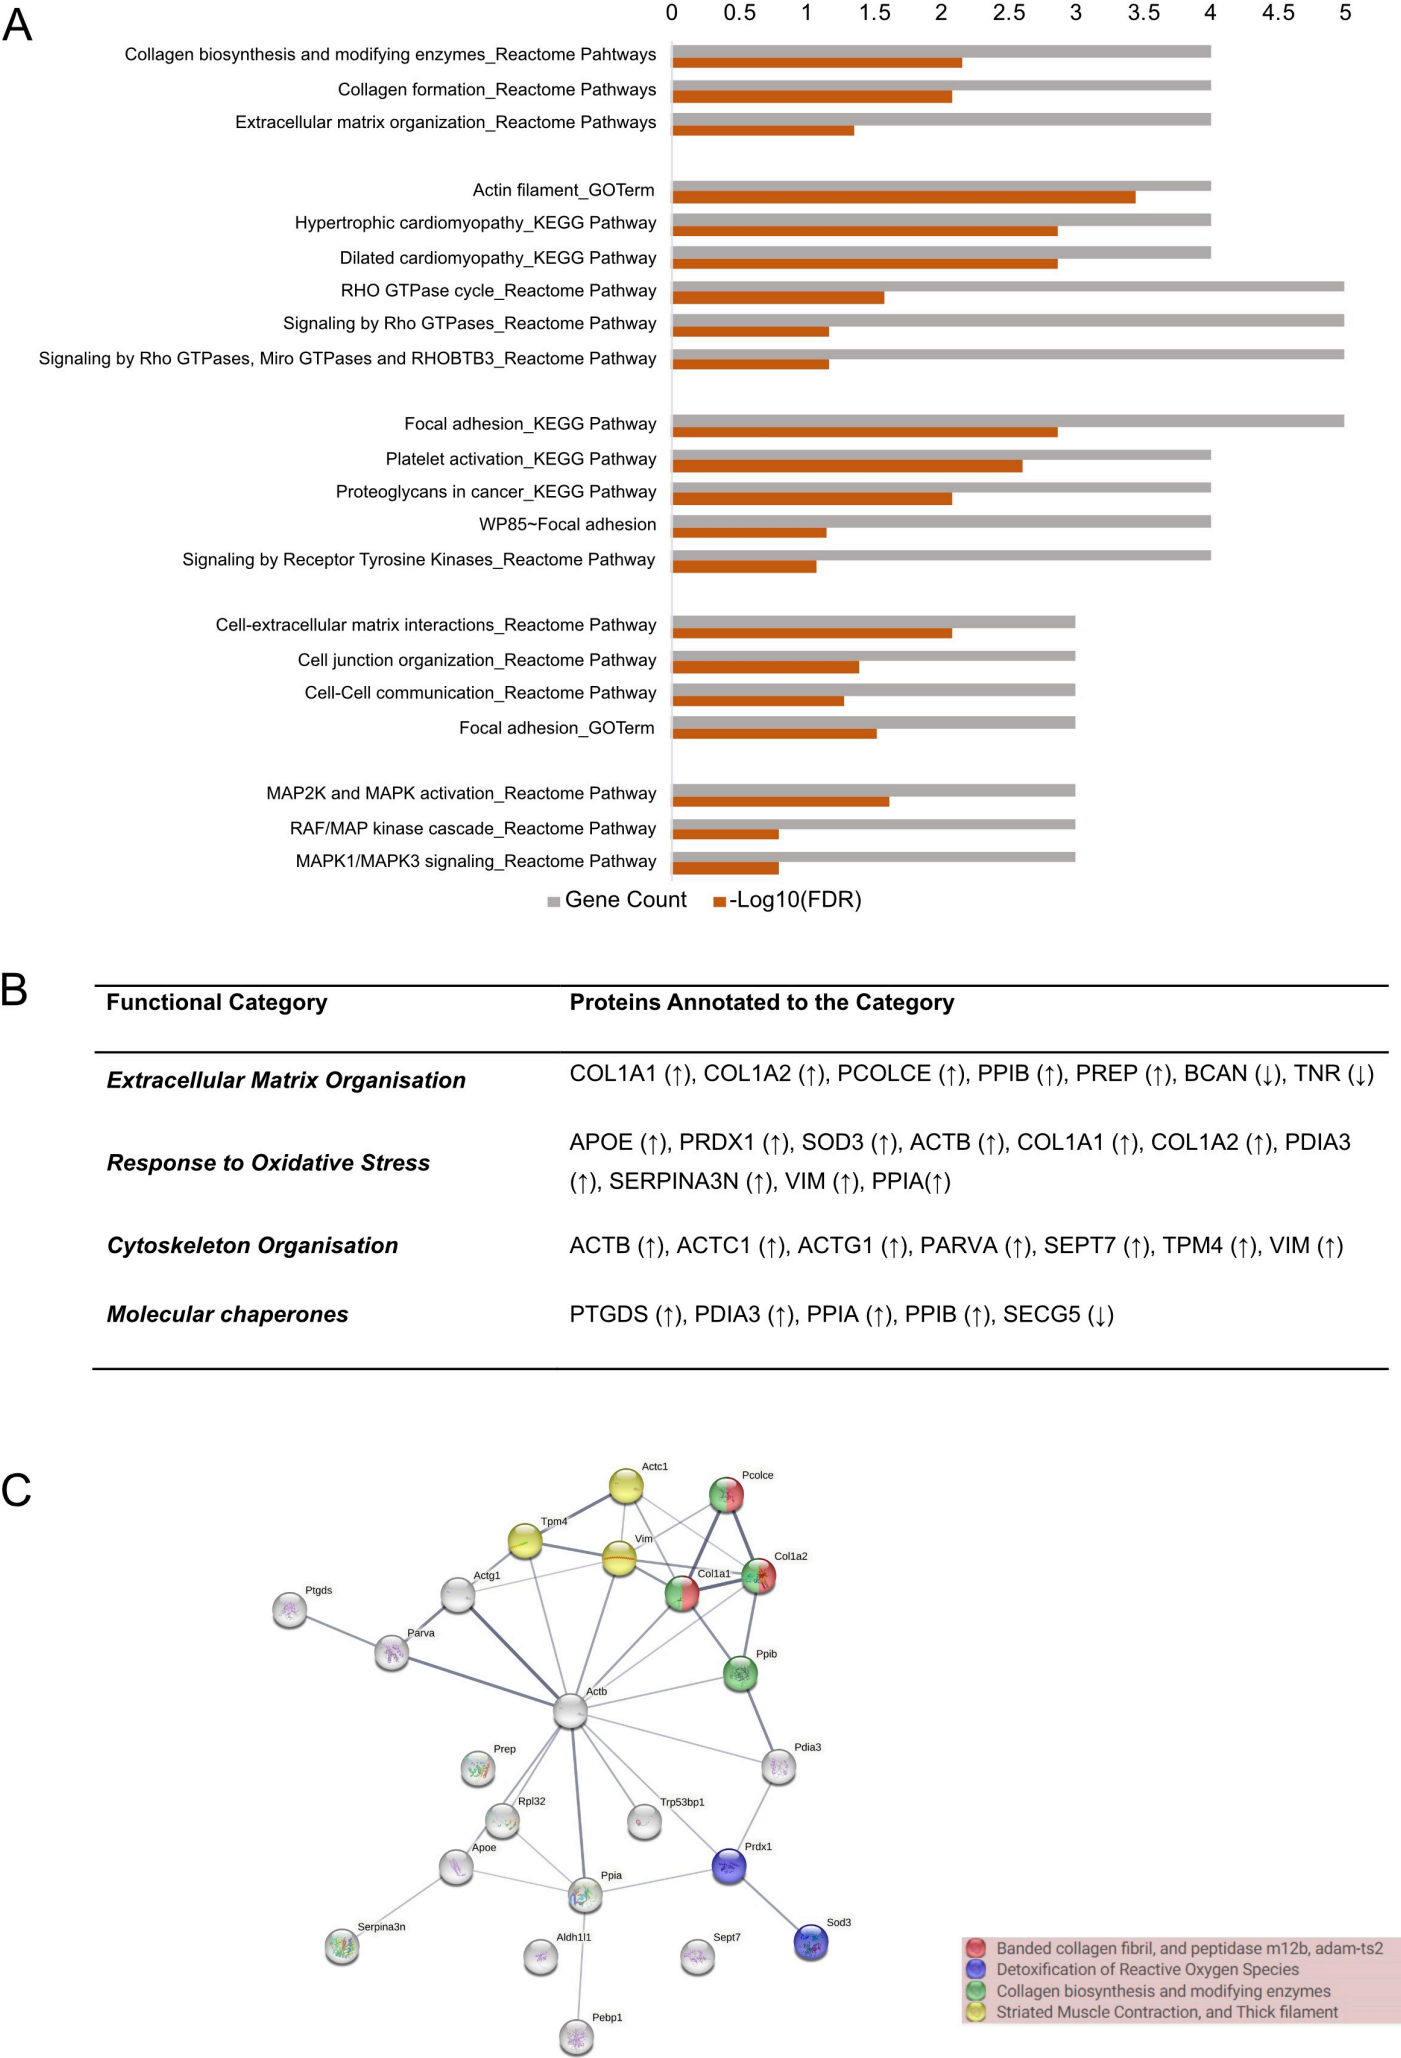 A
0 0.5 1 1.5 2 2.5 3 3.5 4 4.5 5
Collagen biosynthesis and modifying enzymes_Reactome Pahtways
Collagen formation_Reactome Pathways
Extracellular matrix organization_Reactome Pathways
Actin filament_GOTerm
Hypertrophic cardiomyopathy_KEGG Pathway
Dilated cardiomyopathy_KEGG Pathway
RHO GTPase cycle_Reactome Pathway
Signaling by Rho GTPases_Reactome Pathway
Signaling by Rho GTPases, Miro GTPases and RHOBTB3_Reactome Pathway
Focal adhesion_KEGG Pathway
Platelet activation_KEGG Pathway
Proteoglycans in cancer_KEGG Pathway
WP85~Focal adhesion
Signaling by Receptor Tyrosine Kinases_Reactome Pathway
Cell-extracellular matrix interactions_Reactome Pathway
Cell junction organization_Reactome Pathway
Cell-Cell communication_Reactome Pathway
Focal adhesion_GOTerm
MAP2K and MAPK activation_Reactome Pathway
RAF/MAP kinase cascade_Reactome Pathway
MAPK1/MAPK3 signaling_Reactome Pathway
Gene Count -Log10(FDR)
B
Functional Category Proteins Annotated to the Category
Extracellular Matrix Organisation COL1A1 (↑), COL1A2 (↑), PCOLCE (↑), PPIB (↑), PREP (↑), BCAN (↓), TNR (↓)
Response to Oxidative Stress APOE (↑), PRDX1 (↑), SOD3 (↑), ACTB (↑), COL1A1 (↑), COL1A2 (↑), PDIA3
(↑), SERPINA3N (↑), VIM (↑), PPIA(↑)
Cytoskeleton Organisation ACTB (↑), ACTC1 (↑), ACTG1 (↑), PARVA (↑), SEPT7 (↑), TPM4 (↑), VIM (↑)
Molecular chaperones PTGDS (↑), PDIA3 (↑), PPIA (↑), PPIB (↑), SECG5 (↓)
C
Actc1
Pcolce
Tpm4
Vim
Col1a2
Col1a1
Actg1
Ptgds
Parva
Ppib
Actb
Prep
Pdia3
Rpl32
Trp53bp1
Apoe
Prdx1
Ppia
Serpina3n
Aldh1l1
Sept7
Sod3
Pebp1
Banded collagen fibril, and peptidase m12b, adam-ts2
Detoxification of Reactive Oxygen Species
Collagen biosynthesis and modifying enzymes
Striated Muscle Contraction, and Thick filament